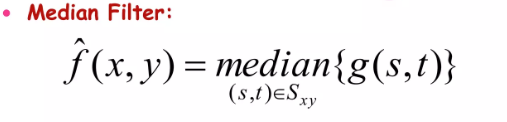 • Median Filter:
f̂(x, y) = median{g(s,t)}
(s,t)∈Sxy